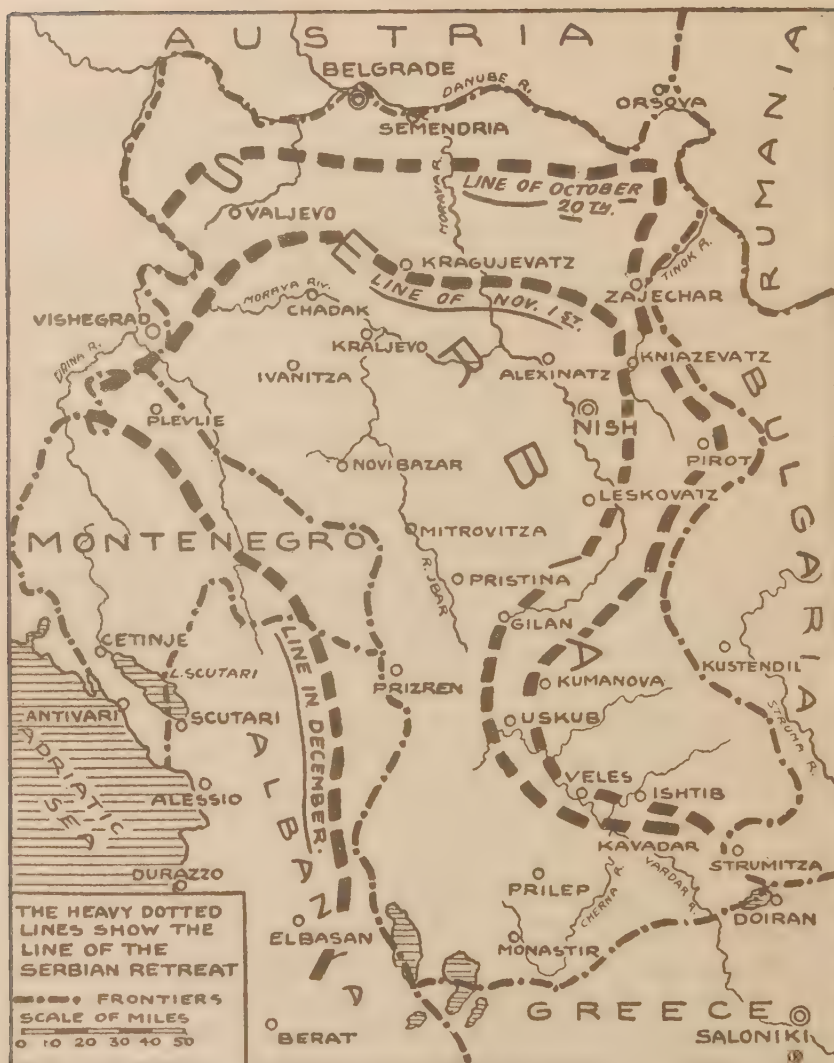 AUSTRIA
BELGRADE
DANUBE R.
ORSOVA
SEMENDRIA
RUMANIA
SERBIA
MORAVA R.
LINE OF OCTOBER
20TH.
VALJEVO
TINOK R.
KRAGUJEVATZ
LINE OF NOV. 1ST.
ZAJECHAR
MORAVA RIV.
CHADAK
VISHEGRAD
KRALJEVO
DRINA R.
IVANITZA
ALEXINATZ
KNIAZEVATZ
BULGARIA
PLEVLIE
NISH
PIROT
NOVI BAZAR
LESKOVATZ
MONTENEGRO
MITROVITZA
R. JBAR
PRISTINA
GILAN
CETINJE
L. SCUTARI
LINE IN DECEMBER.
PRIZREN
KUMANOVA
KUSTENDIL
ANTIVARI
SCUTARI
USKUB
STRUMA R.
ADRIATIC
SEA
ALBANIA
ALESSIO
VELES
ISHTIB
KAVADAR
STRUMITZA
DURAZZO
PRILEP
CHERNA R.
VARDAR R.
DOIRAN
THE HEAVY DOTTED
LINES SHOW THE
LINE OF THE
SERBIAN RETREAT
FRONTIERS
SCALE OF MILES
0 10 20 30 40 50
ELBASAN
MONASTIR
GREECE
BERAT
SALONIKI